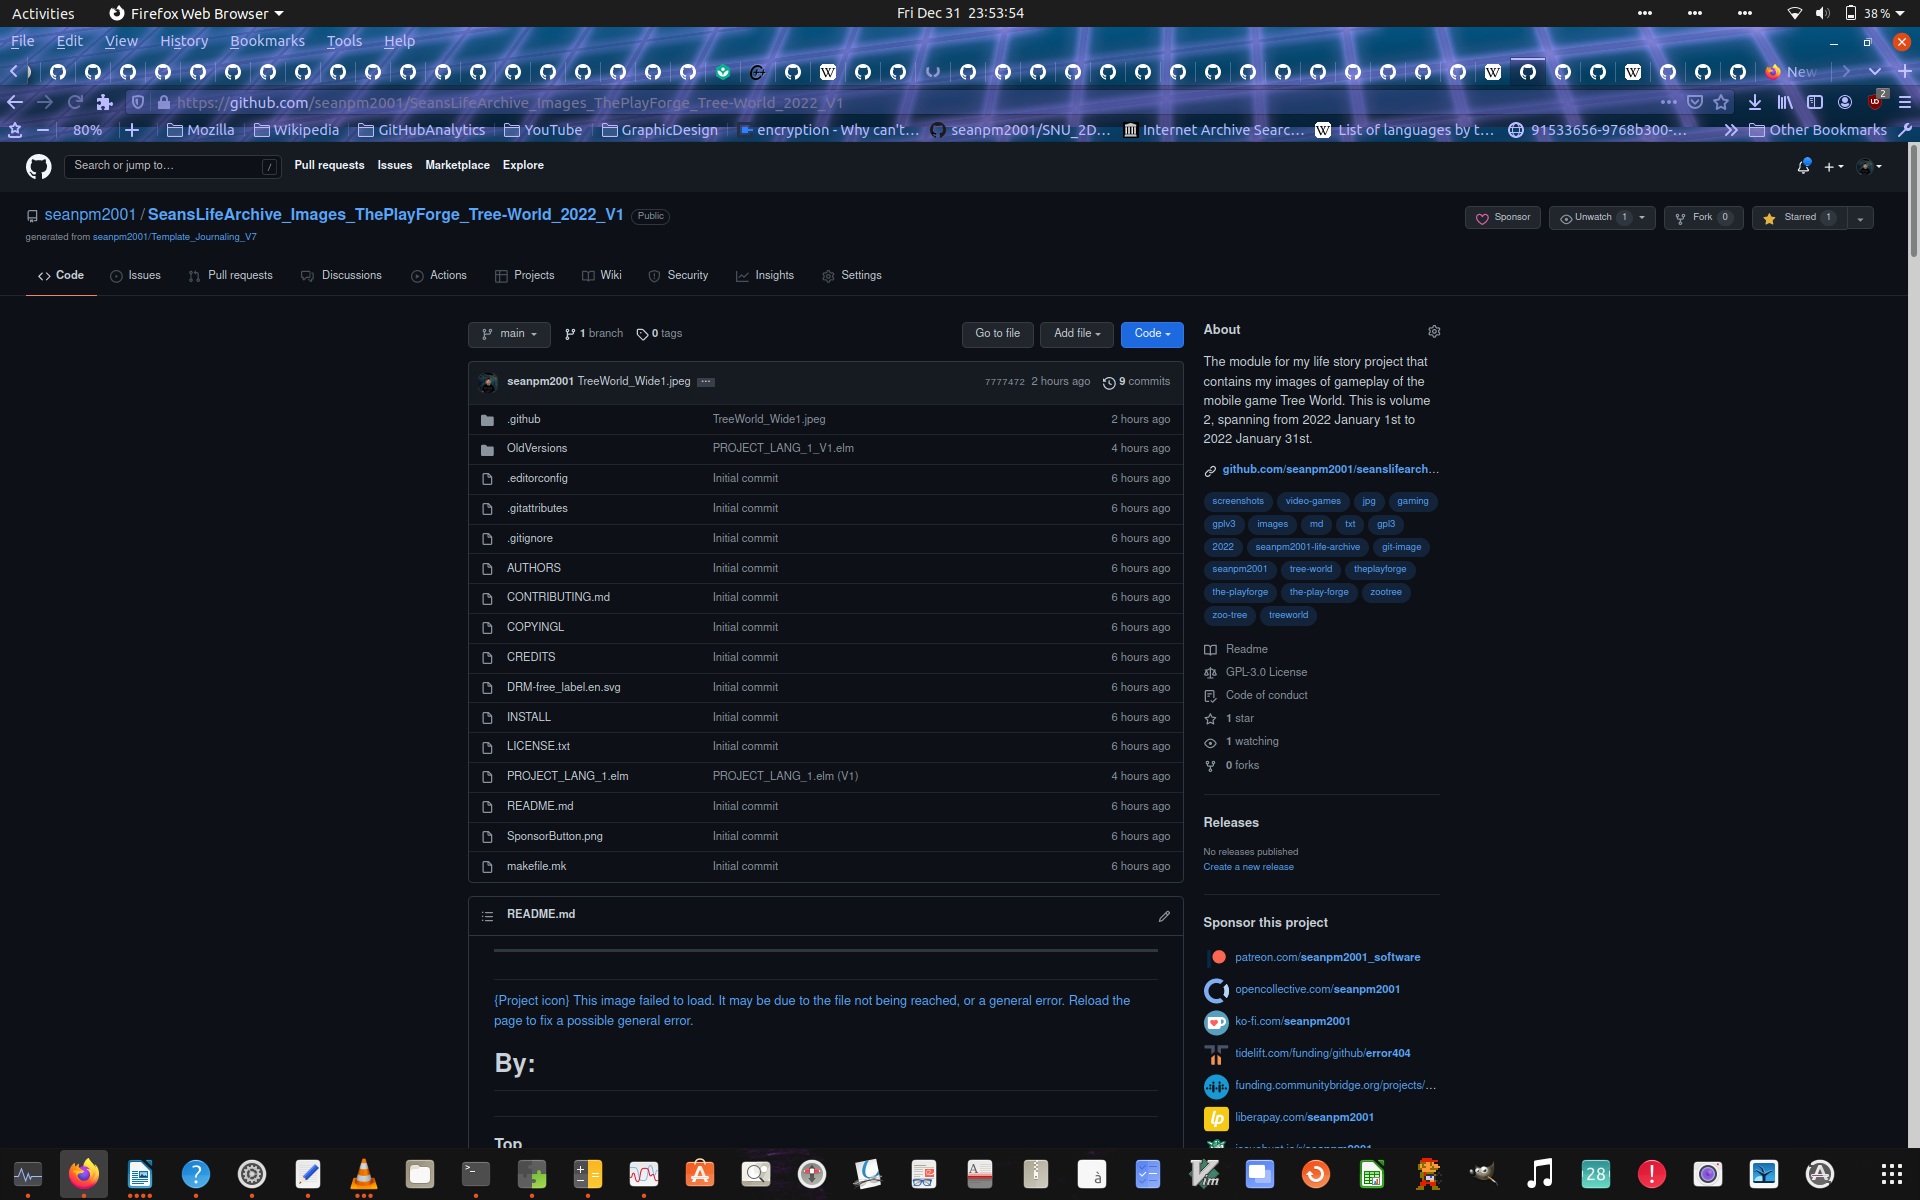 Activities Firefox Web Browser Fri Dec 31 23:53:54 38 %
File Edit View History Bookmarks Tools Help
New
https://github.com/seanpm2001/SeansLifeArchive_Images_ThePlayForge_Tree-World_2022_V1 2
80% Mozilla Wikipedia GitHubAnalytics YouTube GraphicDesign encryption - Why can't… seanpm2001/SNU_2D… Internet Archive Searc… List of languages by t… 91533656-9768b300-… Other Bookmarks
Search or jump to… / Pull requests Issues Marketplace Explore
seanpm2001 / SeansLifeArchive_Images_ThePlayForge_Tree-World_2022_V1 Public
Sponsor Unwatch 1 Fork 0 Starred 1
generated from seanpm2001/Template_Journaling_V7
Code Issues Pull requests Discussions Actions Projects Wiki Security Insights Settings
main 1 branch 0 tags Go to file Add file Code
seanpm2001 TreeWorld_Wide1.jpeg 7777472 2 hours ago 9 commits
.github TreeWorld_Wide1.jpeg 2 hours ago
OldVersions PROJECT_LANG_1_V1.elm 4 hours ago
.editorconfig Initial commit 6 hours ago
.gitattributes Initial commit 6 hours ago
.gitignore Initial commit 6 hours ago
AUTHORS Initial commit 6 hours ago
CONTRIBUTING.md Initial commit 6 hours ago
COPYINGL Initial commit 6 hours ago
CREDITS Initial commit 6 hours ago
DRM-free_label.en.svg Initial commit 6 hours ago
INSTALL Initial commit 6 hours ago
LICENSE.txt Initial commit 6 hours ago
PROJECT_LANG_1.elm PROJECT_LANG_1.elm (V1) 4 hours ago
README.md Initial commit 6 hours ago
SponsorButton.png Initial commit 6 hours ago
makefile.mk Initial commit 6 hours ago
README.md
{Project icon} This image failed to load. It may be due to the file not being reached, or a general error. Reload the
page to fix a possible general error.
By:
Top
About
The module for my life story project that
contains my images of gameplay of the
mobile game Tree World. This is volume
2, spanning from 2022 January 1st to
2022 January 31st.
github.com/seanpm2001/seanslifearch…
screenshots video-games jpg gaming
gplv3 images md txt gpl3
2022 seanpm2001-life-archive git-image
seanpm2001 tree-world theplayforge
the-playforge the-play-forge zootree
zoo-tree treeworld
Readme
GPL-3.0 License
Code of conduct
1 star
1 watching
0 forks
Releases
No releases published
Create a new release
Sponsor this project
patreon.com/seanpm2001_software
opencollective.com/seanpm2001
ko-fi.com/seanpm2001
tidelift.com/funding/github/error404
funding.communitybridge.org/projects/…
liberapay.com/seanpm2001
28